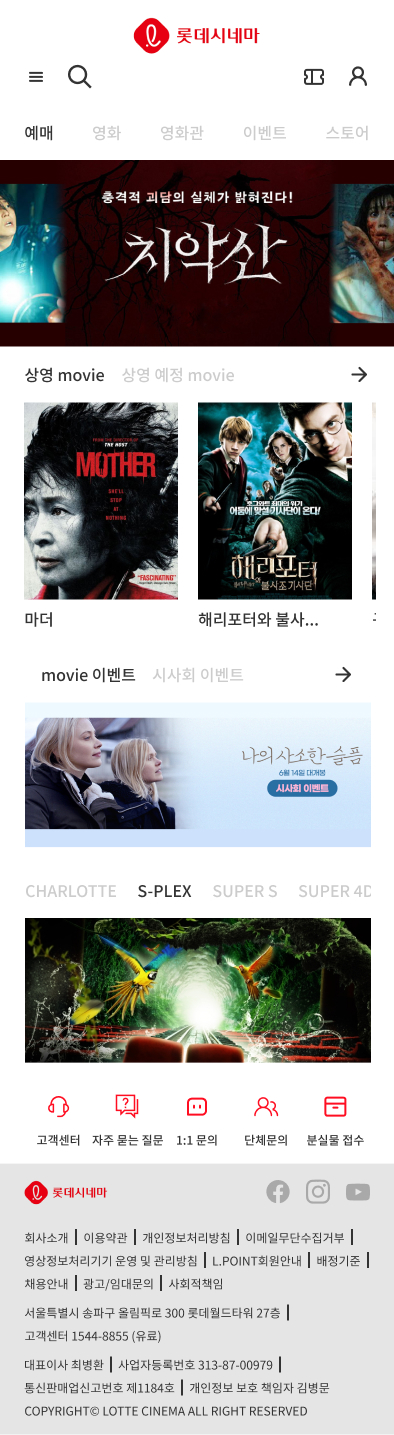 롯데시네마
예매 영화 영화관 이벤트 스토어
충격적 괴담의 실체가 밝혀진다!
치악산
상영 movie 상영 예정 movie
FROM THE DIRECTOR OF
THE HOST
MOTHER
SHE'LL
STOP
AT
NOTHING
"FASCINATING"
호그와트 최대의 위기
어둠에 맞설 기사단이 온다!
해리포터
와 불사조 기사단
마더 해리포터와 불사...
movie 이벤트 시사회 이벤트
나의 사소한 슬픔
6월 14일 대개봉
시사회 이벤트
CHARLOTTE S-PLEX SUPER S SUPER 4D
고객센터 자주 묻는 질문 1:1 문의 단체문의 분실물 접수
롯데시네마
회사소개 | 이용약관 | 개인정보처리방침 | 이메일무단수집거부 |
영상정보처리기기 운영 및 관리방침 | L.POINT회원안내 | 배정기준 |
채용안내 | 광고/임대문의 | 사회적책임
서울특별시 송파구 올림픽로 300 롯데월드타워 27층 |
고객센터 1544-8855 (유료)
대표이사 최병환 | 사업자등록번호 313-87-00979 |
통신판매업신고번호 제1184호 | 개인정보 보호 책임자 김병문
COPYRIGHT© LOTTE CINEMA ALL RIGHT RESERVED